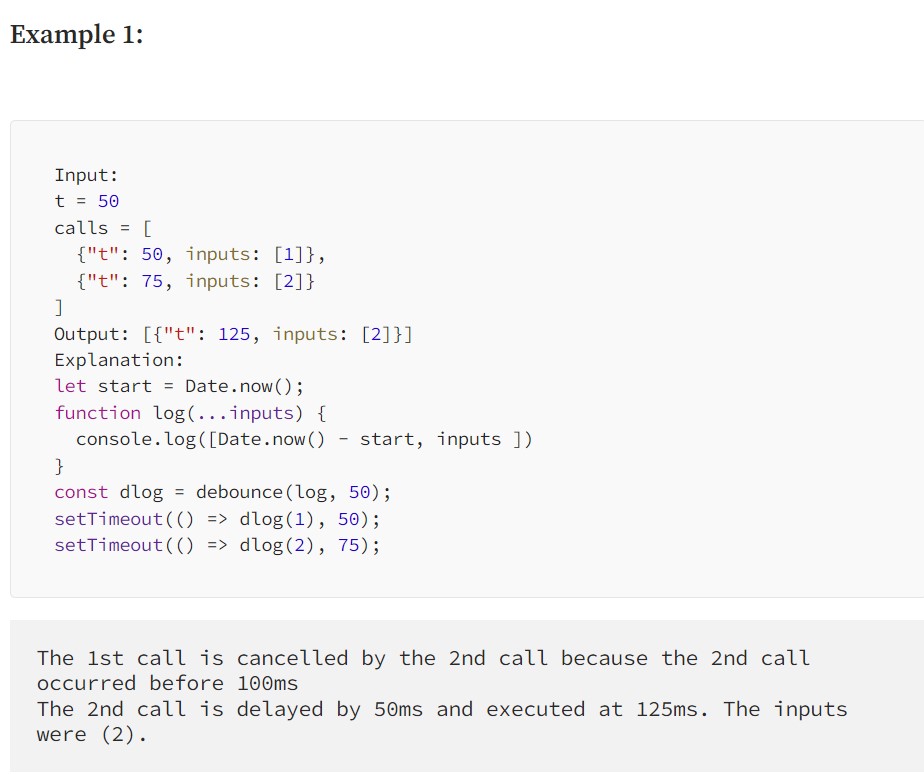 Example 1:
Input:
t = 50
calls = [
  {"t": 50, inputs: [1]},
  {"t": 75, inputs: [2]}
]
Output: [{"t": 125, inputs: [2]}]
Explanation:
let start = Date.now();
function log(...inputs) {
  console.log([Date.now() - start, inputs ])
}
const dlog = debounce(log, 50);
setTimeout(() => dlog(1), 50);
setTimeout(() => dlog(2), 75);
The 1st call is cancelled by the 2nd call because the 2nd call
occurred before 100ms
The 2nd call is delayed by 50ms and executed at 125ms. The inputs
were (2).